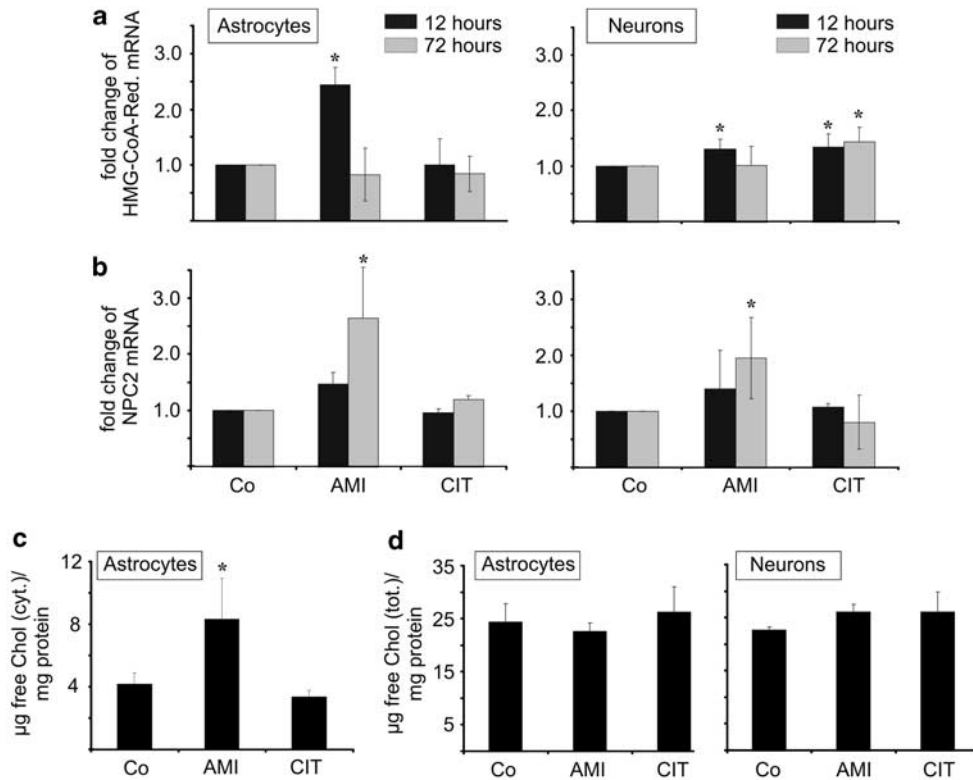 a
Astrocytes
12 hours
72 hours
fold change of
HMG-CoA-Red. mRNA
3.0
2.0
1.0
*
Neurons
12 hours
72 hours
3.0
2.0
1.0
*
*
*
b
fold change of
NPC2 mRNA
3.0
2.0
1.0
*
Co
AMI
CIT
3.0
2.0
1.0
*
Co
AMI
CIT
c
Astrocytes
µg free Chol (cyt.)/
mg protein
12
8
4
*
Co
AMI
CIT
d
Astrocytes
µg free Chol (tot.)/
mg protein
35
25
15
5
Co
AMI
CIT
Neurons
Co
AMI
CIT